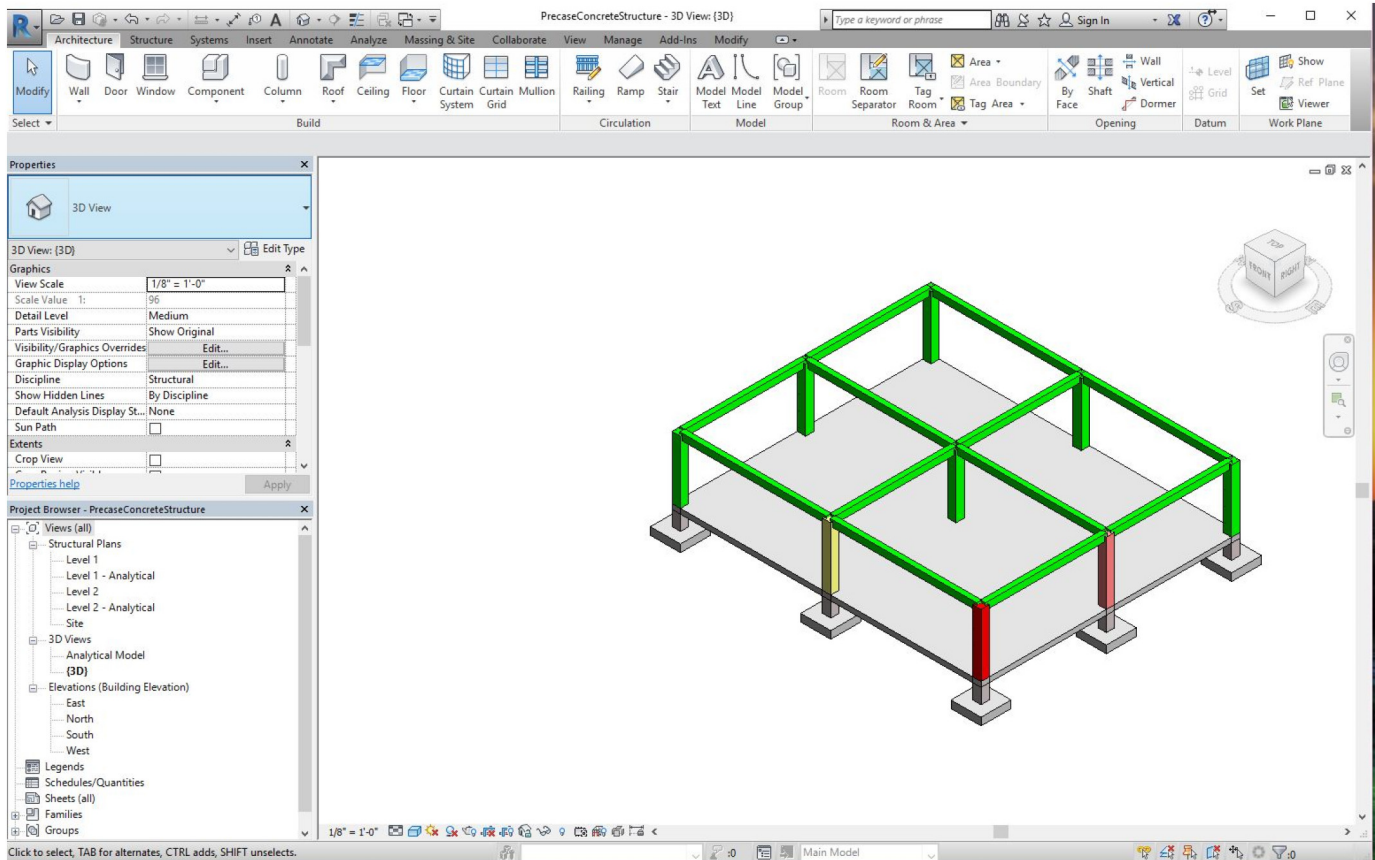 PrecaseConcreteStructure - 3D View: {3D}
Type a keyword or phrase
Sign In
Architecture Structure Systems Insert Annotate Analyze Massing & Site Collaborate View Manage Add-Ins Modify
Modify
Wall Door Window Component Column Roof Ceiling Floor Curtain System Curtain Grid Mullion
Railing Ramp Stair
Model Text Model Line Model Group
Room Room Separator Tag Room
Area
Area Boundary
Tag Area
By Face Shaft
Wall
Vertical
Dormer
Level
Grid
Set
Show
Ref Plane
Viewer
Select Build Circulation Model Room & Area Opening Datum Work Plane
Properties
3D View
3D View: {3D} Edit Type
Graphics
View Scale 1/8" = 1'-0"
Scale Value 1: 96
Detail Level Medium
Parts Visibility Show Original
Visibility/Graphics Overrides Edit...
Graphic Display Options Edit...
Discipline Structural
Show Hidden Lines By Discipline
Default Analysis Display St... None
Sun Path
Extents
Crop View
Properties help Apply
Project Browser - PrecaseConcreteStructure
Views (all)
Structural Plans
Level 1
Level 1 - Analytical
Level 2
Level 2 - Analytical
Site
3D Views
Analytical Model
{3D}
Elevations (Building Elevation)
East
North
South
West
Legends
Schedules/Quantities
Sheets (all)
Families
Groups
TOP
FRONT RIGHT
1/8" = 1'-0"
Click to select, TAB for alternates, CTRL adds, SHIFT unselects.
:0
Main Model
:0